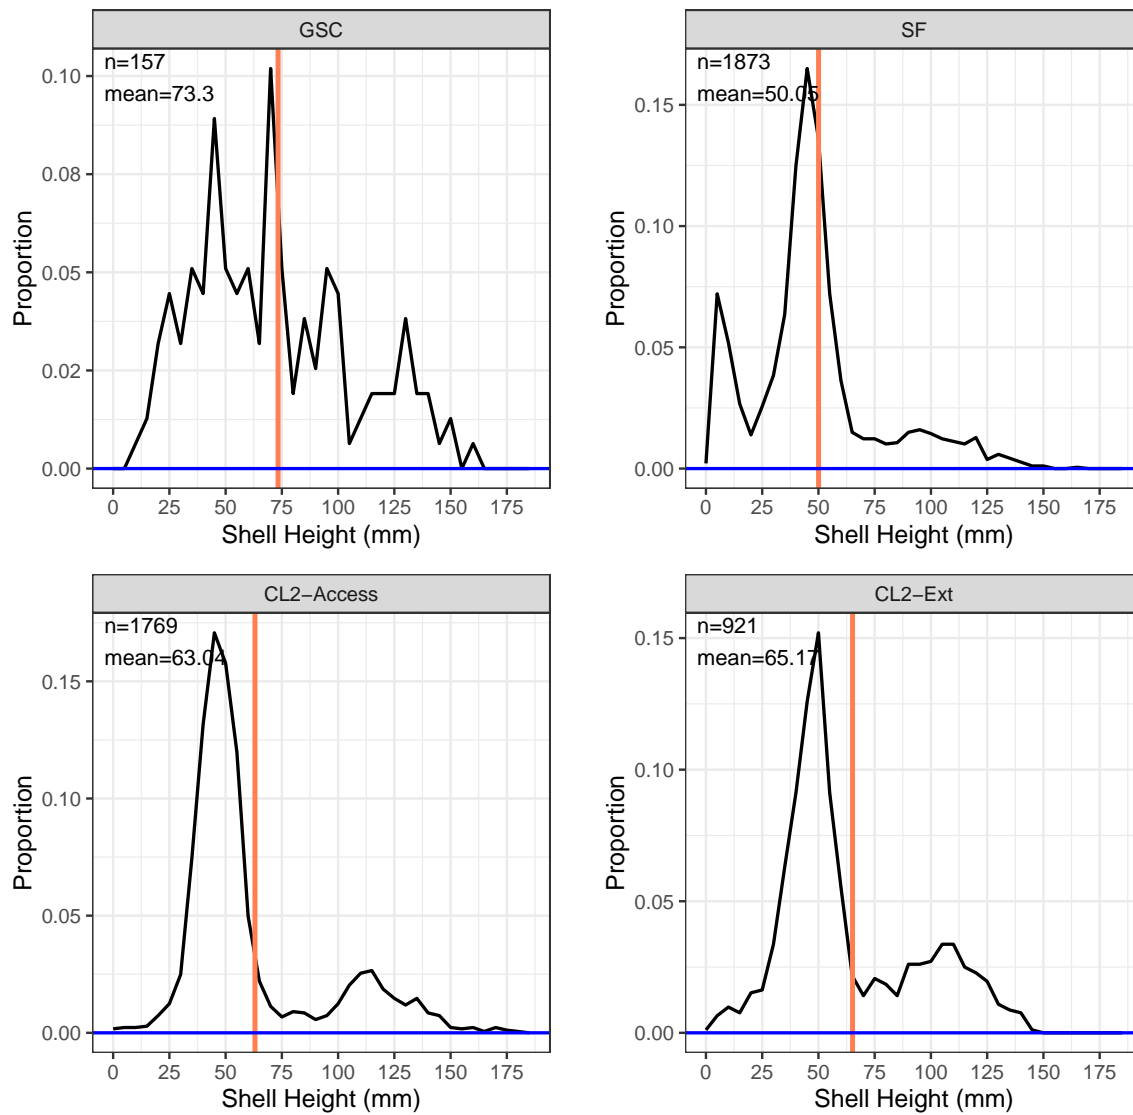 GSC
n=157
mean=73.3
0.10
0.08
0.05
0.02
0.00
Proportion
0 25 50 75 100 125 150 175
Shell Height (mm)
SF
n=1873
mean=50.05
0.15
0.10
0.05
0.00
Proportion
0 25 50 75 100 125 150 175
Shell Height (mm)
CL2−Access
n=1769
mean=63.04
0.15
0.10
0.05
0.00
Proportion
0 25 50 75 100 125 150 175
Shell Height (mm)
CL2−Ext
n=921
mean=65.17
0.15
0.10
0.05
0.00
Proportion
0 25 50 75 100 125 150 175
Shell Height (mm)